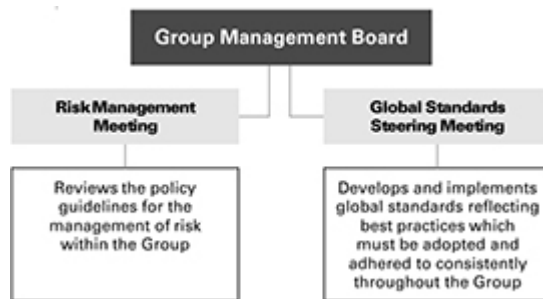 Group Management Board
Risk Management
Meeting
Reviews the policy
guidelines for the
management of risk
within the Group
Global Standards
Steering Meeting
Develops and implements
global standards reflecting
best practices which
must be adopted and
adhered to consistently
throughout the Group